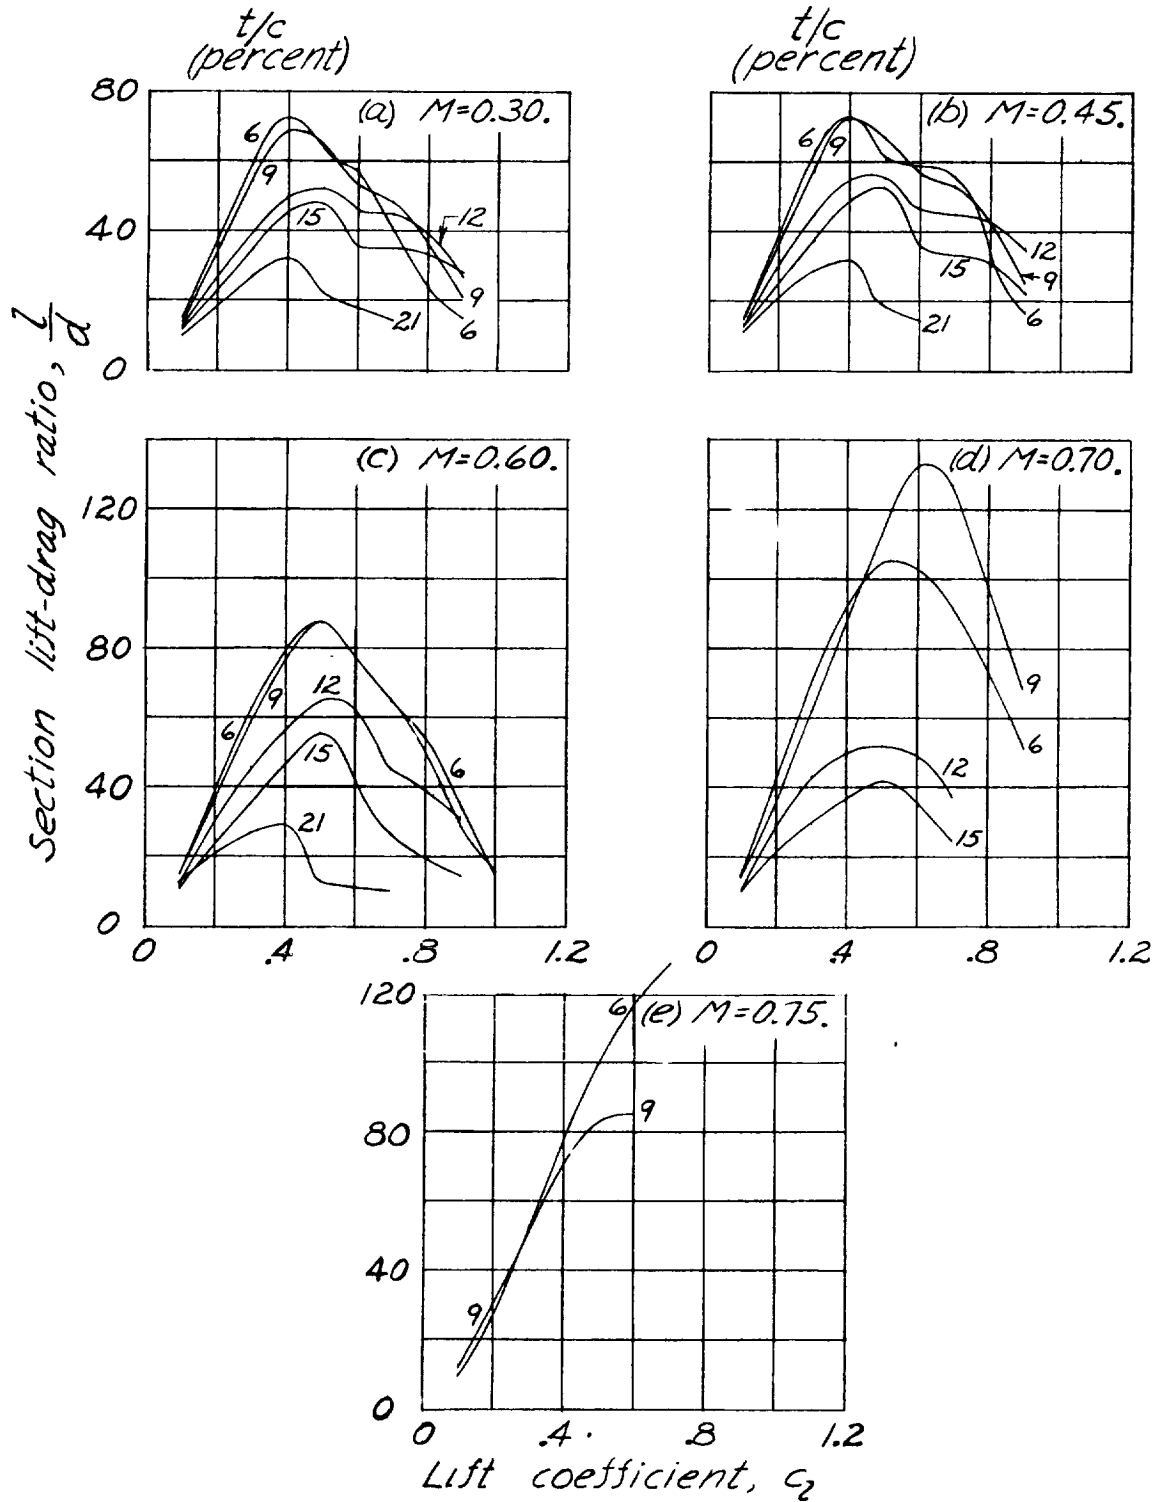 t/c
(percent)
t/c
(percent)
80
40
0
(a) M=0.30.
6
9
15
12
9
6
21
(b) M=0.45.
6
9
12
9
15
6
21
Section lift-drag ratio, l/d
120
80
40
0
0 .4 .8 1.2
(c) M=0.60.
6
9
12
15
6
21
(d) M=0.70.
9
6
12
15
0 .4 .8 1.2
120
80
40
0
6 (e) M=0.75.
9
9
0 .4 .8 1.2
Lift coefficient, cl